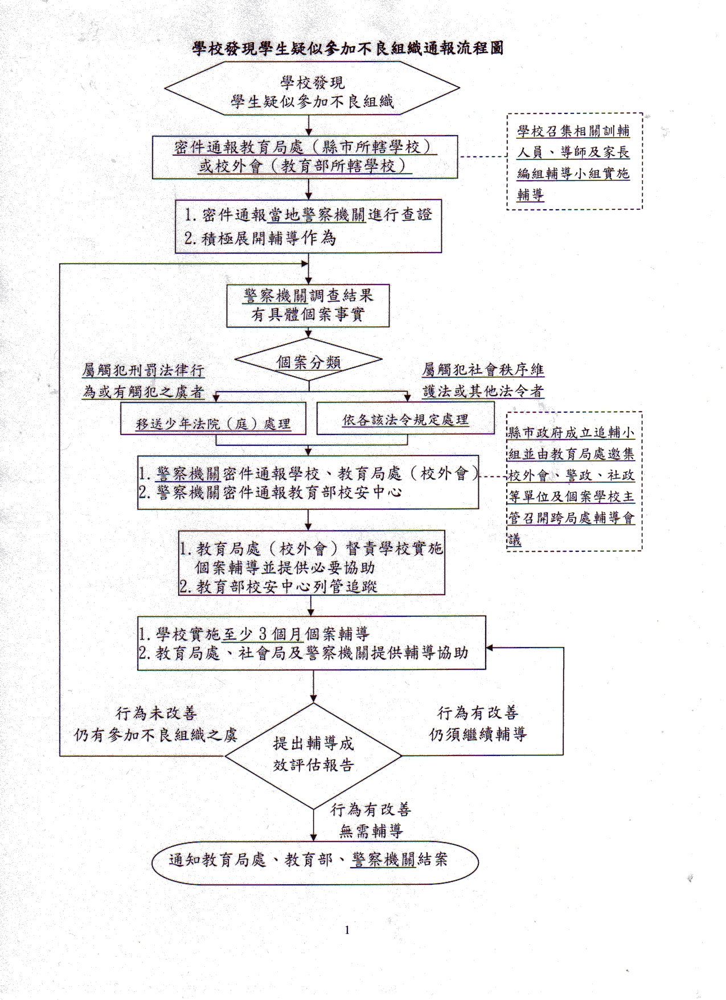 學校發現學生疑似參加不良組織通報流程圖
學校發現
學生疑似參加不良組織
密件通報教育局處（縣市所轄學校）
或校外會（教育部所轄學校）
學校召集相關訓輔
人員、導師及家長
編組輔導小組實施
輔導
1. 密件通報當地警察機關進行查證
2. 積極展開輔導作為
警察機關調查結果
有具體個案事實
個案分類
屬觸犯刑罰法律行
為或有觸犯之虞者
屬觸犯社會秩序維
護法或其他法令者
移送少年法院（庭）處理
依各該法令規定處理
1. 警察機關密件通報學校、教育局處（校外會）
2. 警察機關密件通報教育部校安中心
縣市政府成立追輔小
組並由教育局處邀集
校外會、警政、社政
等單位及個案學校主
管召開跨局處輔導會
議
1. 教育局處（校外會）督責學校實施
個案輔導並提供必要協助
2. 教育部校安中心列管追蹤
1. 學校實施至少 3 個月個案輔導
2. 教育局處、社會局及警察機關提供輔導協助
行為未改善
仍有參加不良組織之虞
行為有改善
仍須繼續輔導
提出輔導成
效評估報告
行為有改善
無需輔導
通知教育局處、教育部、警察機關結案
1